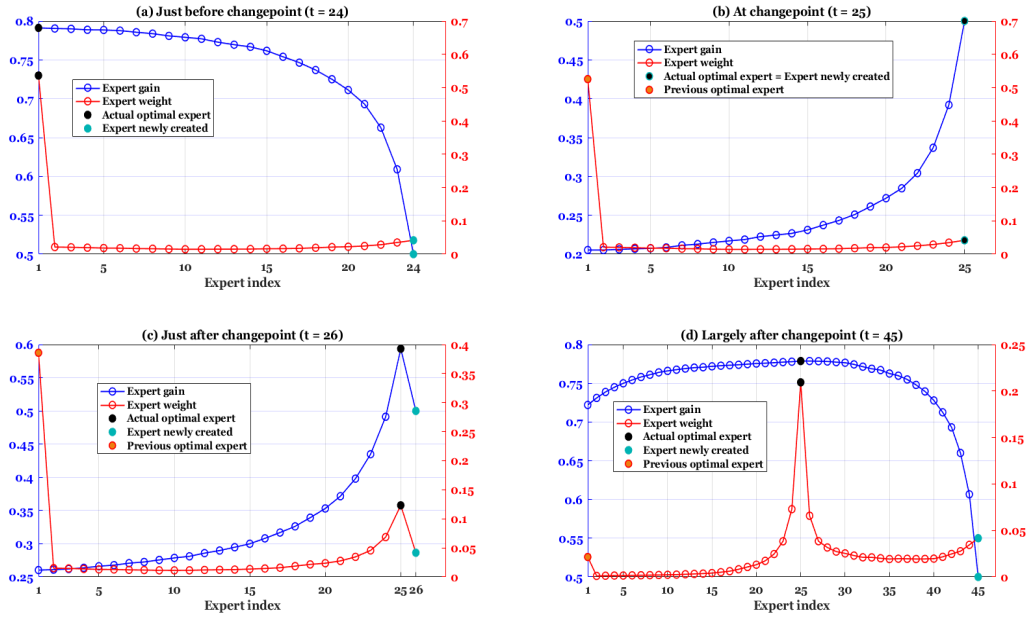 (a) Just before changepoint (t = 24)
0.8
0.75
0.7
0.65
0.6
0.55
0.5
0.7
0.6
0.5
0.4
0.3
0.2
0.1
0
Expert gain
Expert weight
Actual optimal expert
Expert newly created
1 5 10 15 20 24
Expert index
(b) At changepoint (t = 25)
0.5
0.45
0.4
0.35
0.3
0.25
0.2
0.7
0.6
0.5
0.4
0.3
0.2
0.1
0
Expert gain
Expert weight
Actual optimal expert = Expert newly created
Previous optimal expert
1 5 10 15 20 25
Expert index
(c) Just after changepoint (t = 26)
0.6
0.55
0.5
0.45
0.4
0.35
0.3
0.25
0.4
0.35
0.3
0.25
0.2
0.15
0.1
0.05
0
Expert gain
Expert weight
Actual optimal expert
Expert newly created
Previous optimal expert
1 5 10 15 20 25 26
Expert index
(d) Largely after changepoint (t = 45)
0.8
0.75
0.7
0.65
0.6
0.55
0.5
0.25
0.2
0.15
0.1
0.05
0
Expert gain
Expert weight
Actual optimal expert
Expert newly created
Previous optimal expert
1 5 10 15 20 25 30 35 40 45
Expert index